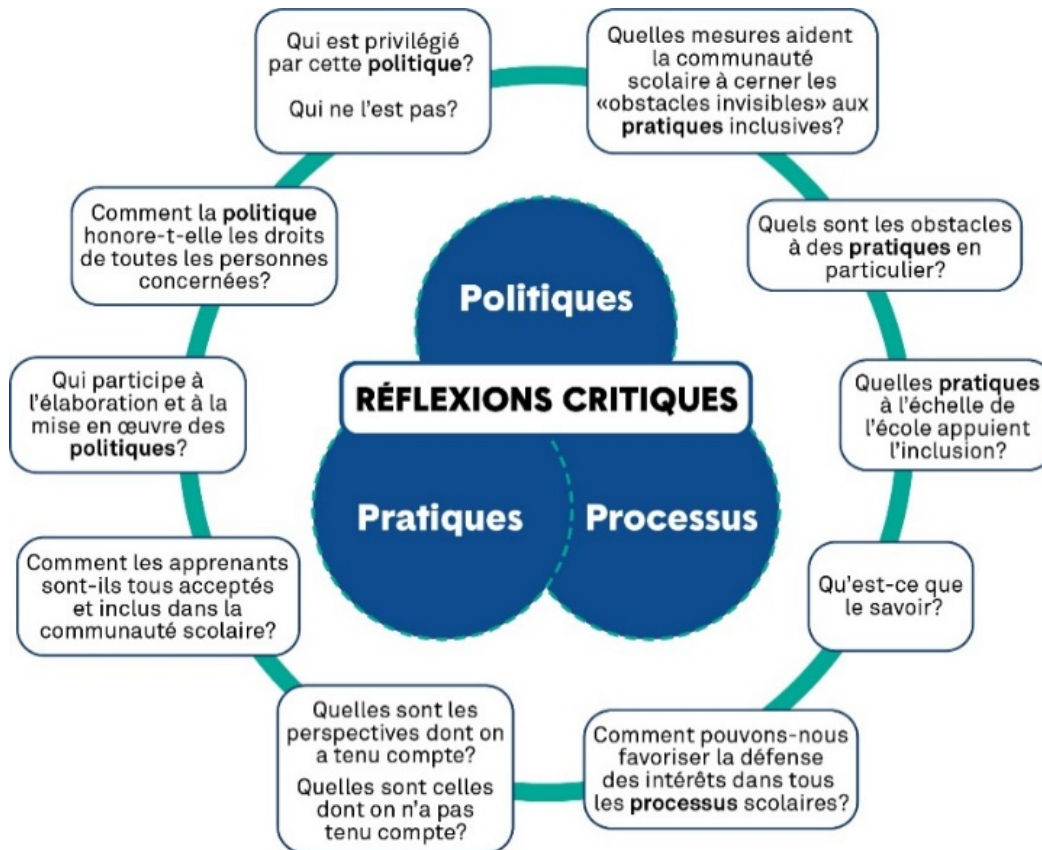 Qui est privilégié
par cette politique?
Qui ne l'est pas?
Quelles mesures aident
la communauté
scolaire à cerner les
«obstacles invisibles» aux
pratiques inclusives?
Comment la politique
honore-t-elle les droits
de toutes les personnes
concernées?
Quels sont les obstacles
à des pratiques en
particulier?
Politiques
RÉFLEXIONS CRITIQUES
Pratiques
Processus
Qui participe à
l'élaboration et à la
mise en œuvre des
politiques?
Quelles pratiques
à l'échelle de
l'école appuient
l'inclusion?
Comment les apprenants
sont-ils tous acceptés
et inclus dans la
communauté scolaire?
Qu'est-ce que
le savoir?
Quelles sont les
perspectives dont on
a tenu compte?
Quelles sont celles
dont on n'a pas
tenu compte?
Comment pouvons-nous
favoriser la défense
des intérêts dans tous
les processus scolaires?